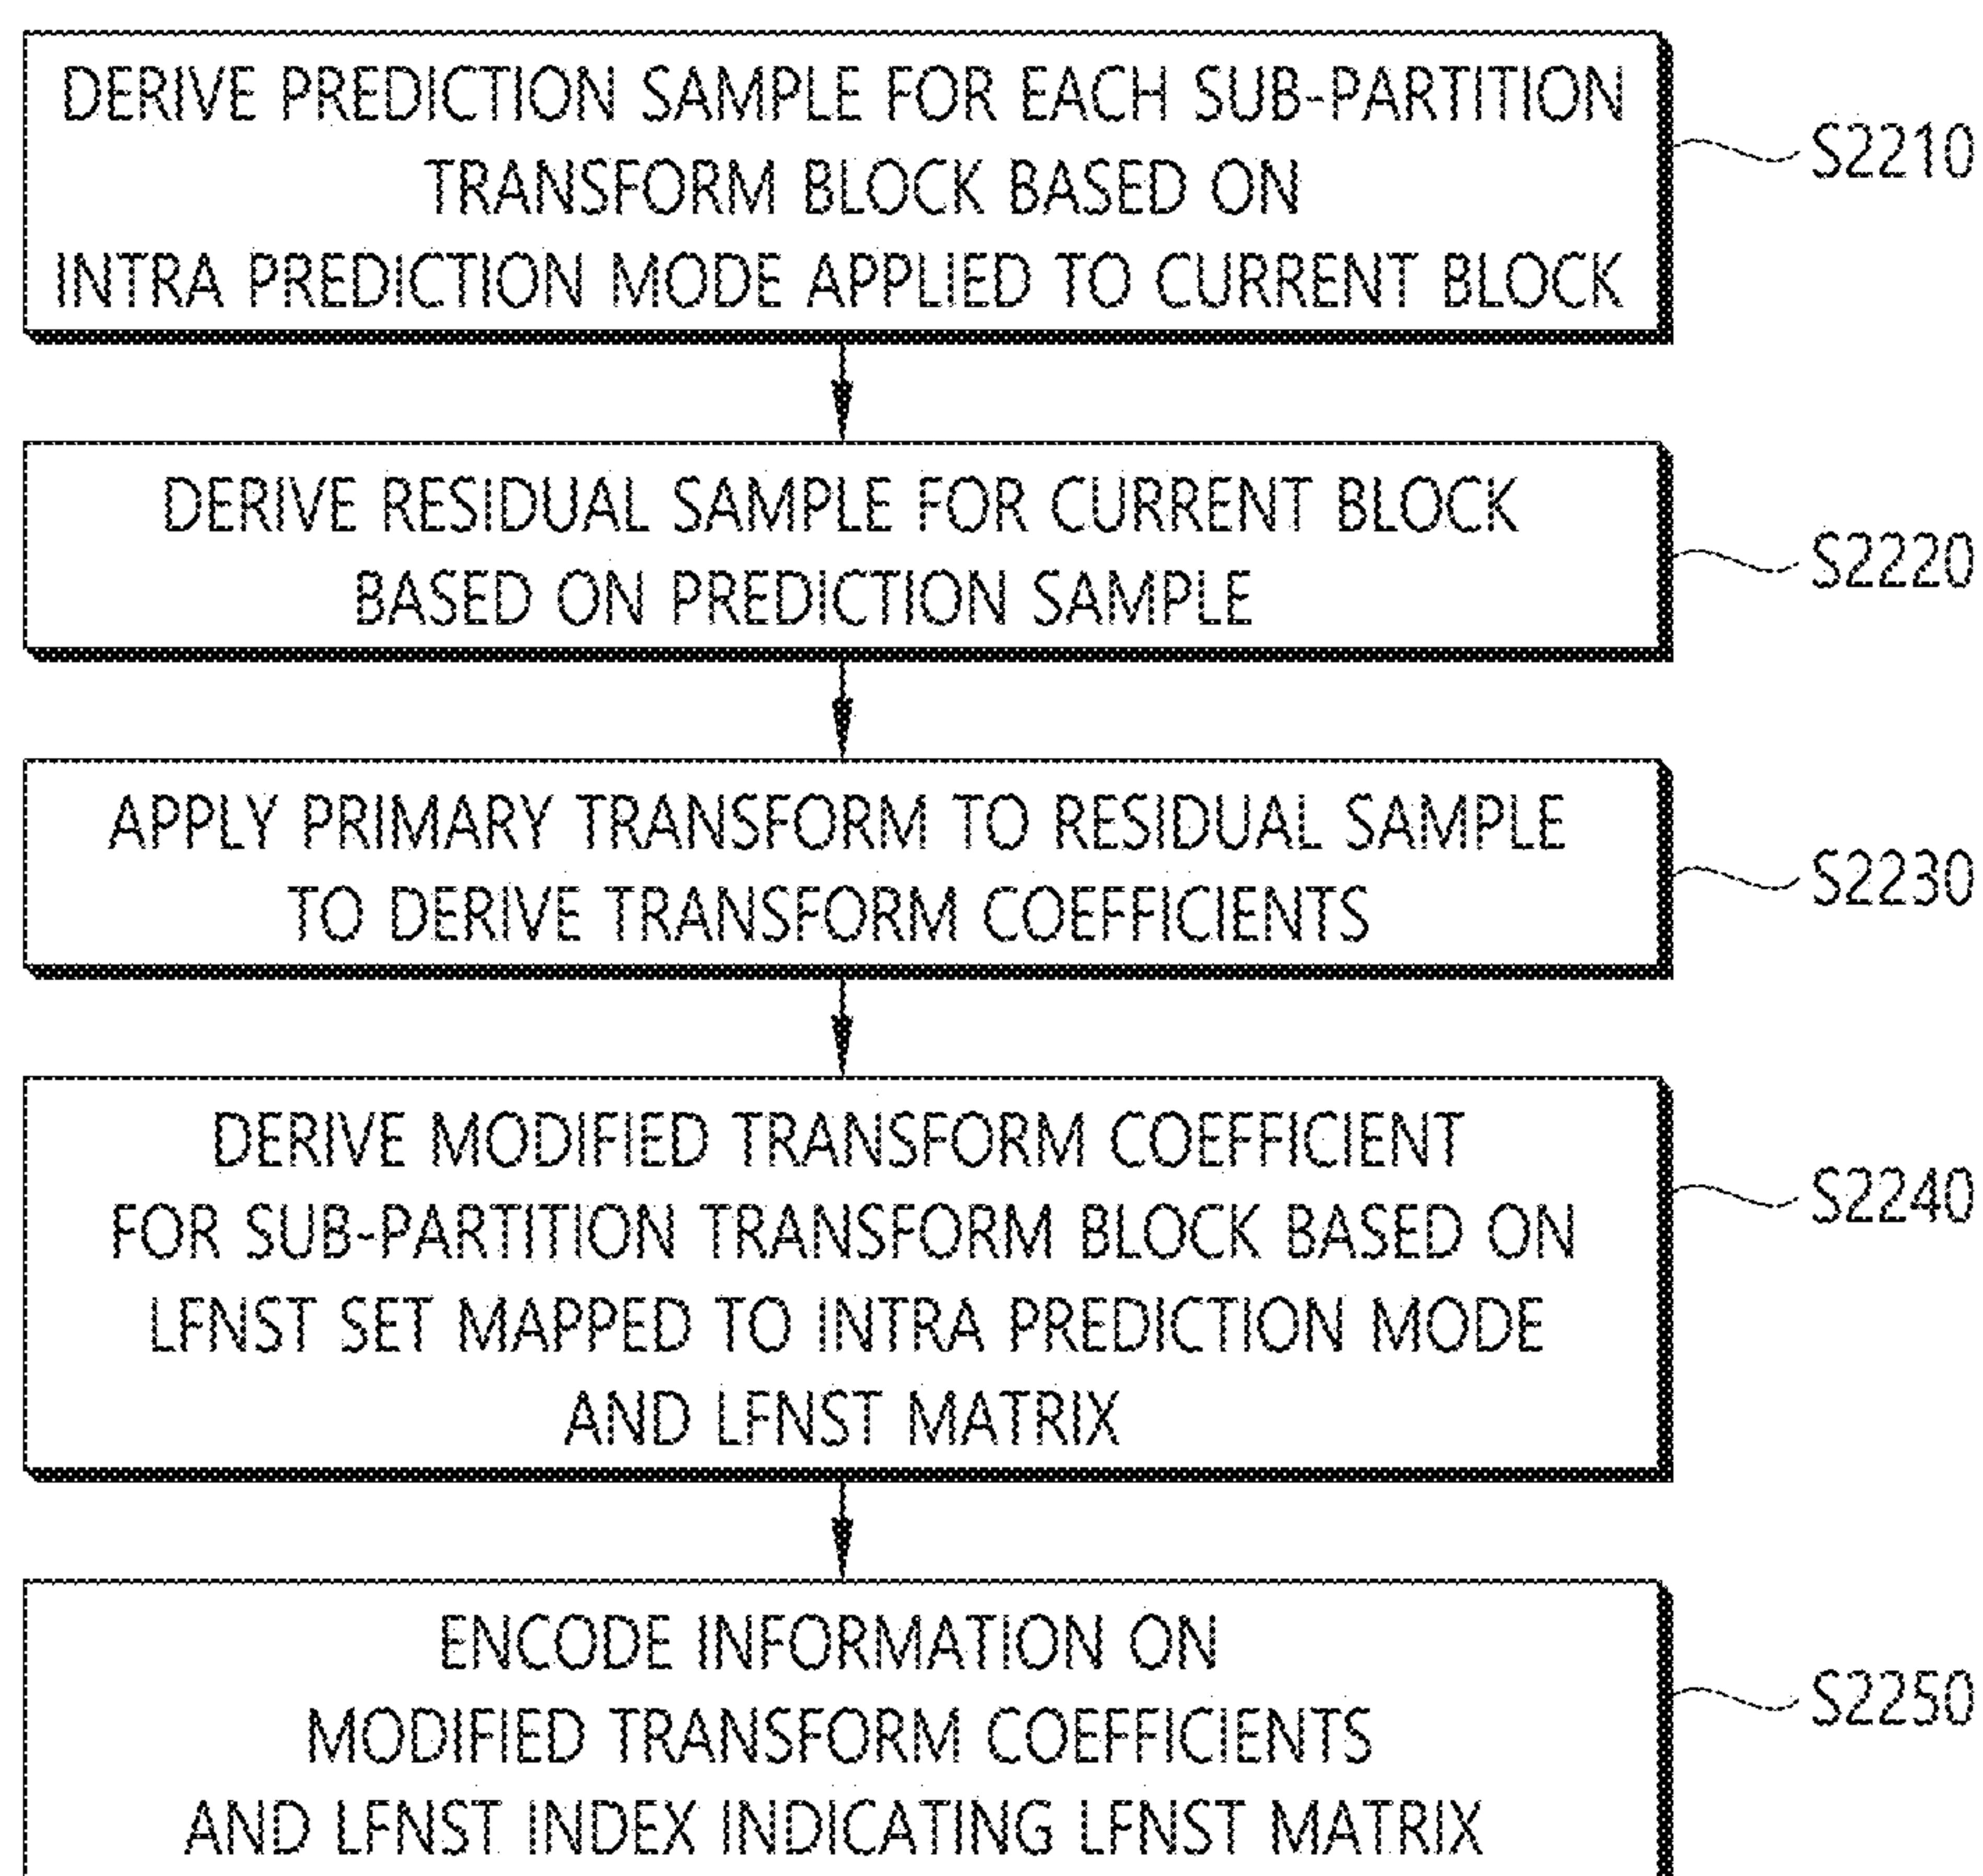 DERIVE PREDICTION SAMPLE FOR EACH SUB-PARTITION
TRANSFORM BLOCK BASED ON
INTRA PREDICTION MODE APPLIED TO CURRENT BLOCK
S2210
DERIVE RESIDUAL SAMPLE FOR CURRENT BLOCK
BASED ON PREDICTION SAMPLE
S2220
APPLY PRIMARY TRANSFORM TO RESIDUAL SAMPLE
TO DERIVE TRANSFORM COEFFICIENTS
S2230
DERIVE MODIFIED TRANSFORM COEFFICIENT
FOR SUB-PARTITION TRANSFORM BLOCK BASED ON
LFNST SET MAPPED TO INTRA PREDICTION MODE
AND LFNST MATRIX
S2240
ENCODE INFORMATION ON
MODIFIED TRANSFORM COEFFICIENTS
AND LFNST INDEX INDICATING LFNST MATRIX
S2250